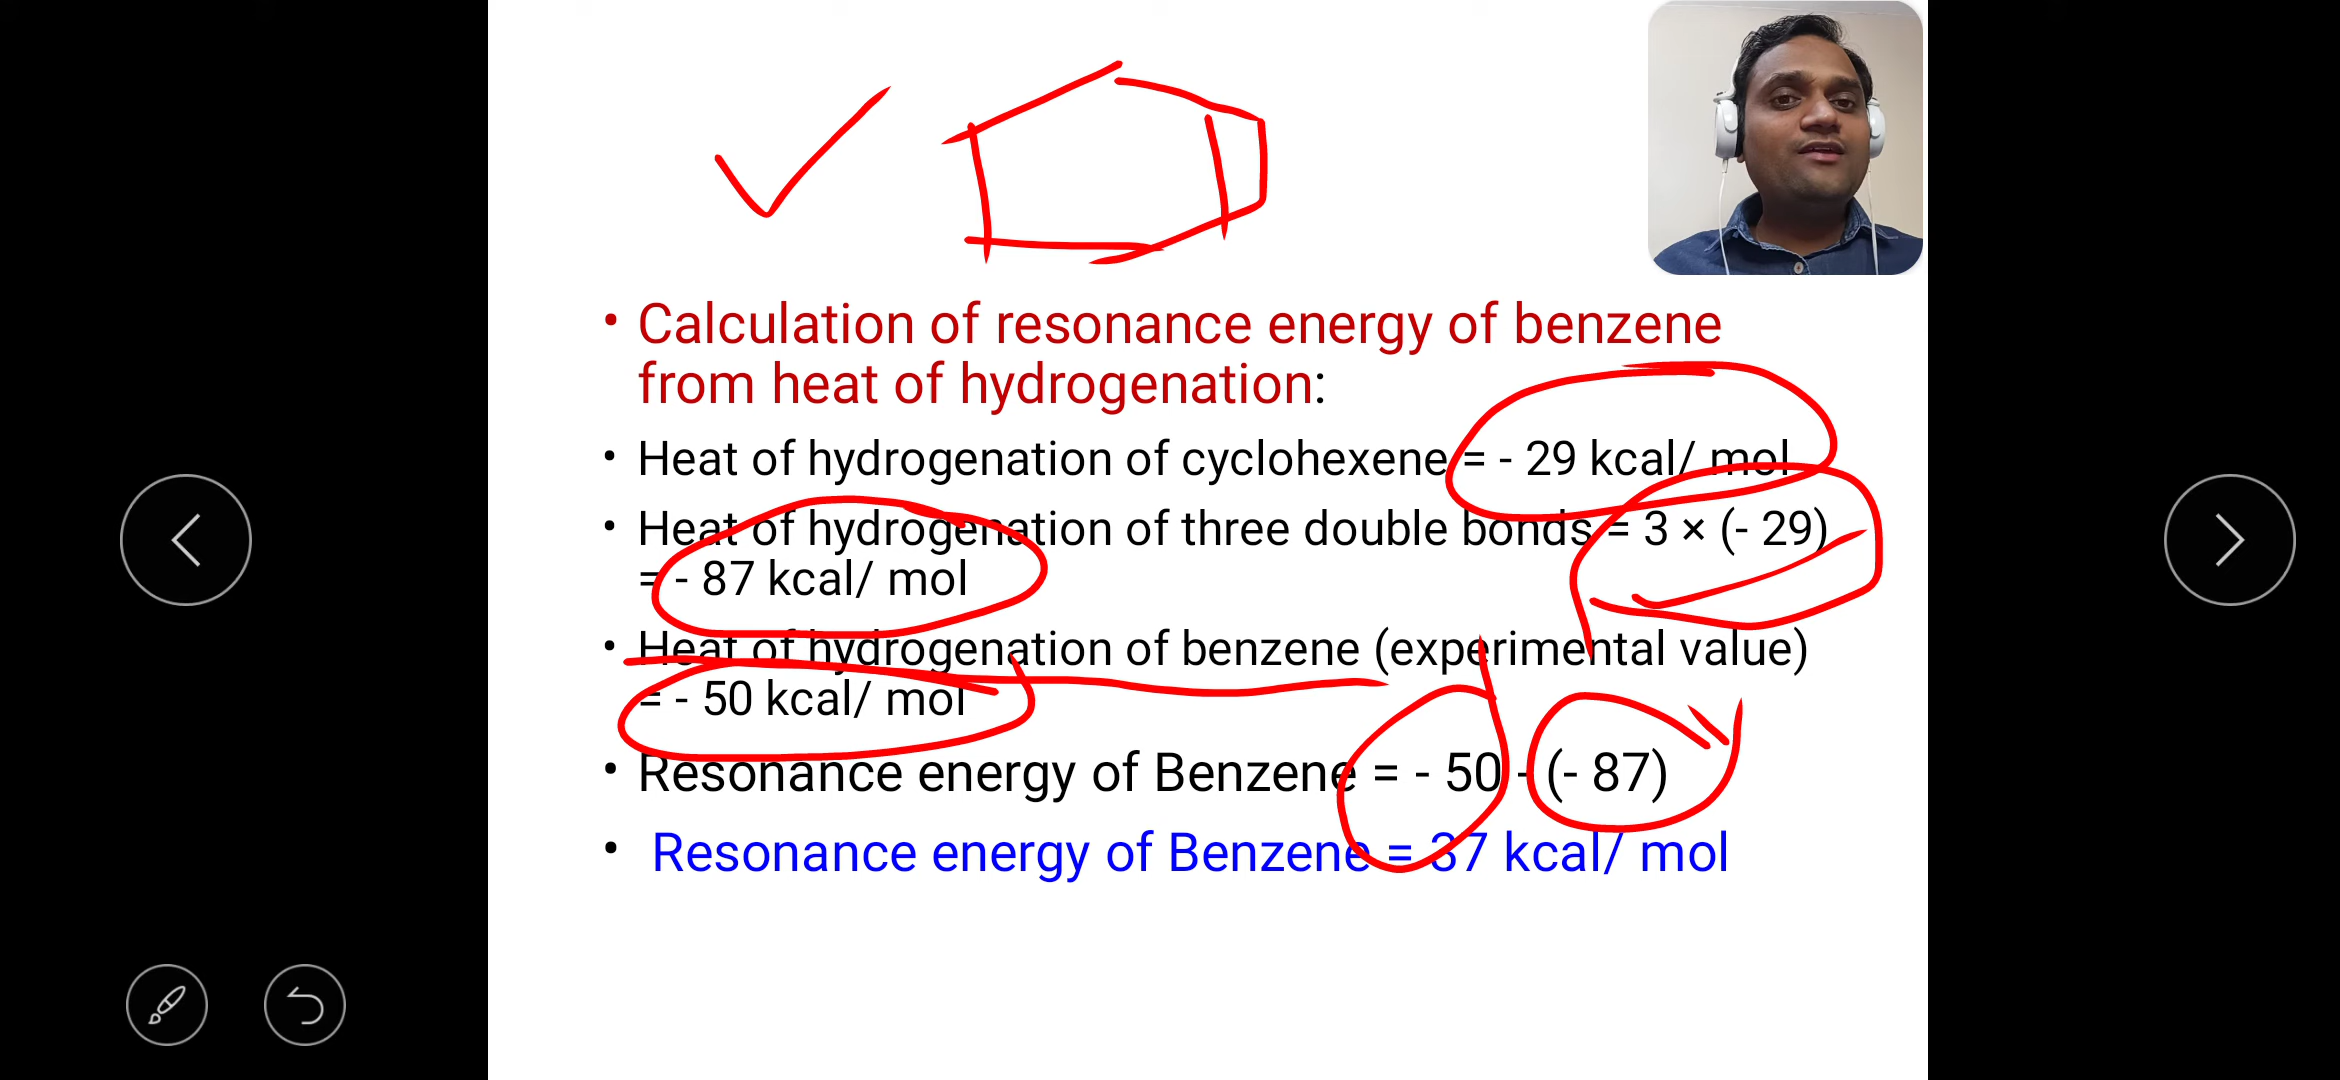 • Calculation of resonance energy of benzene
from heat of hydrogenation:
• Heat of hydrogenation of cyclohexene = - 29 kcal/ mol
• Heat of hydrogenation of three double bonds = 3 × (- 29)
= - 87 kcal/ mol
• Heat of hydrogenation of benzene (experimental value)
= - 50 kcal/ mol
• Resonance energy of Benzene = - 50 - (- 87)
• Resonance energy of Benzene = 37 kcal/ mol